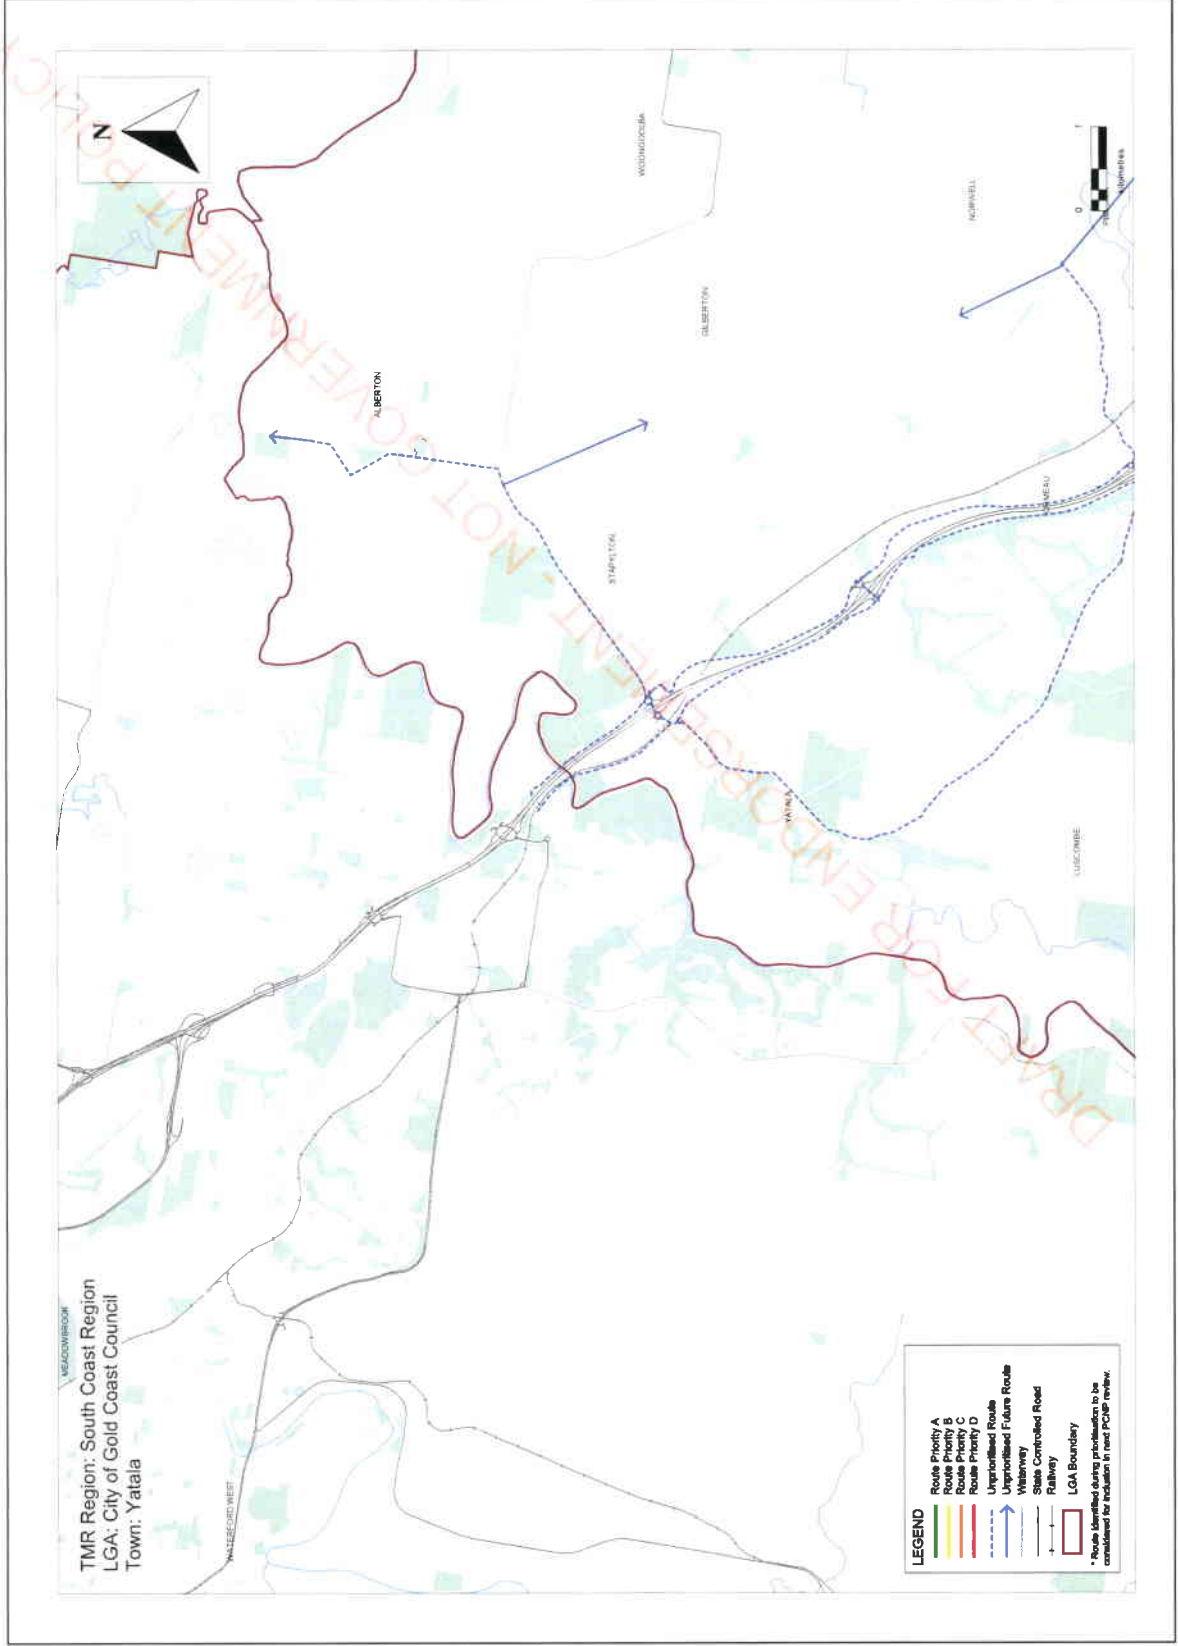 TMR Region: South Coast Region
LGA: City of Gold Coast Council
Town: Yatala
N
DRAFT FOR ENDORSEMENT - NOT GOVERNMENT POLICY
MEADOWBROOK
WATERFORD WEST
ALBERTON
WOONGOOLBA
GILBERTON
NORWELL
STAPYLTON
ORMEAU
YATALA
LUSCOMBE
0 1
Kilometres
LEGEND
Route Priority A
Route Priority B
Route Priority C
Route Priority D
Unprioritised Route
Unprioritised Future Route
Waterway
State Controlled Road
Railway
LGA Boundary
* Route identified during prioritisation to be
considered for inclusion in next PCNP review.